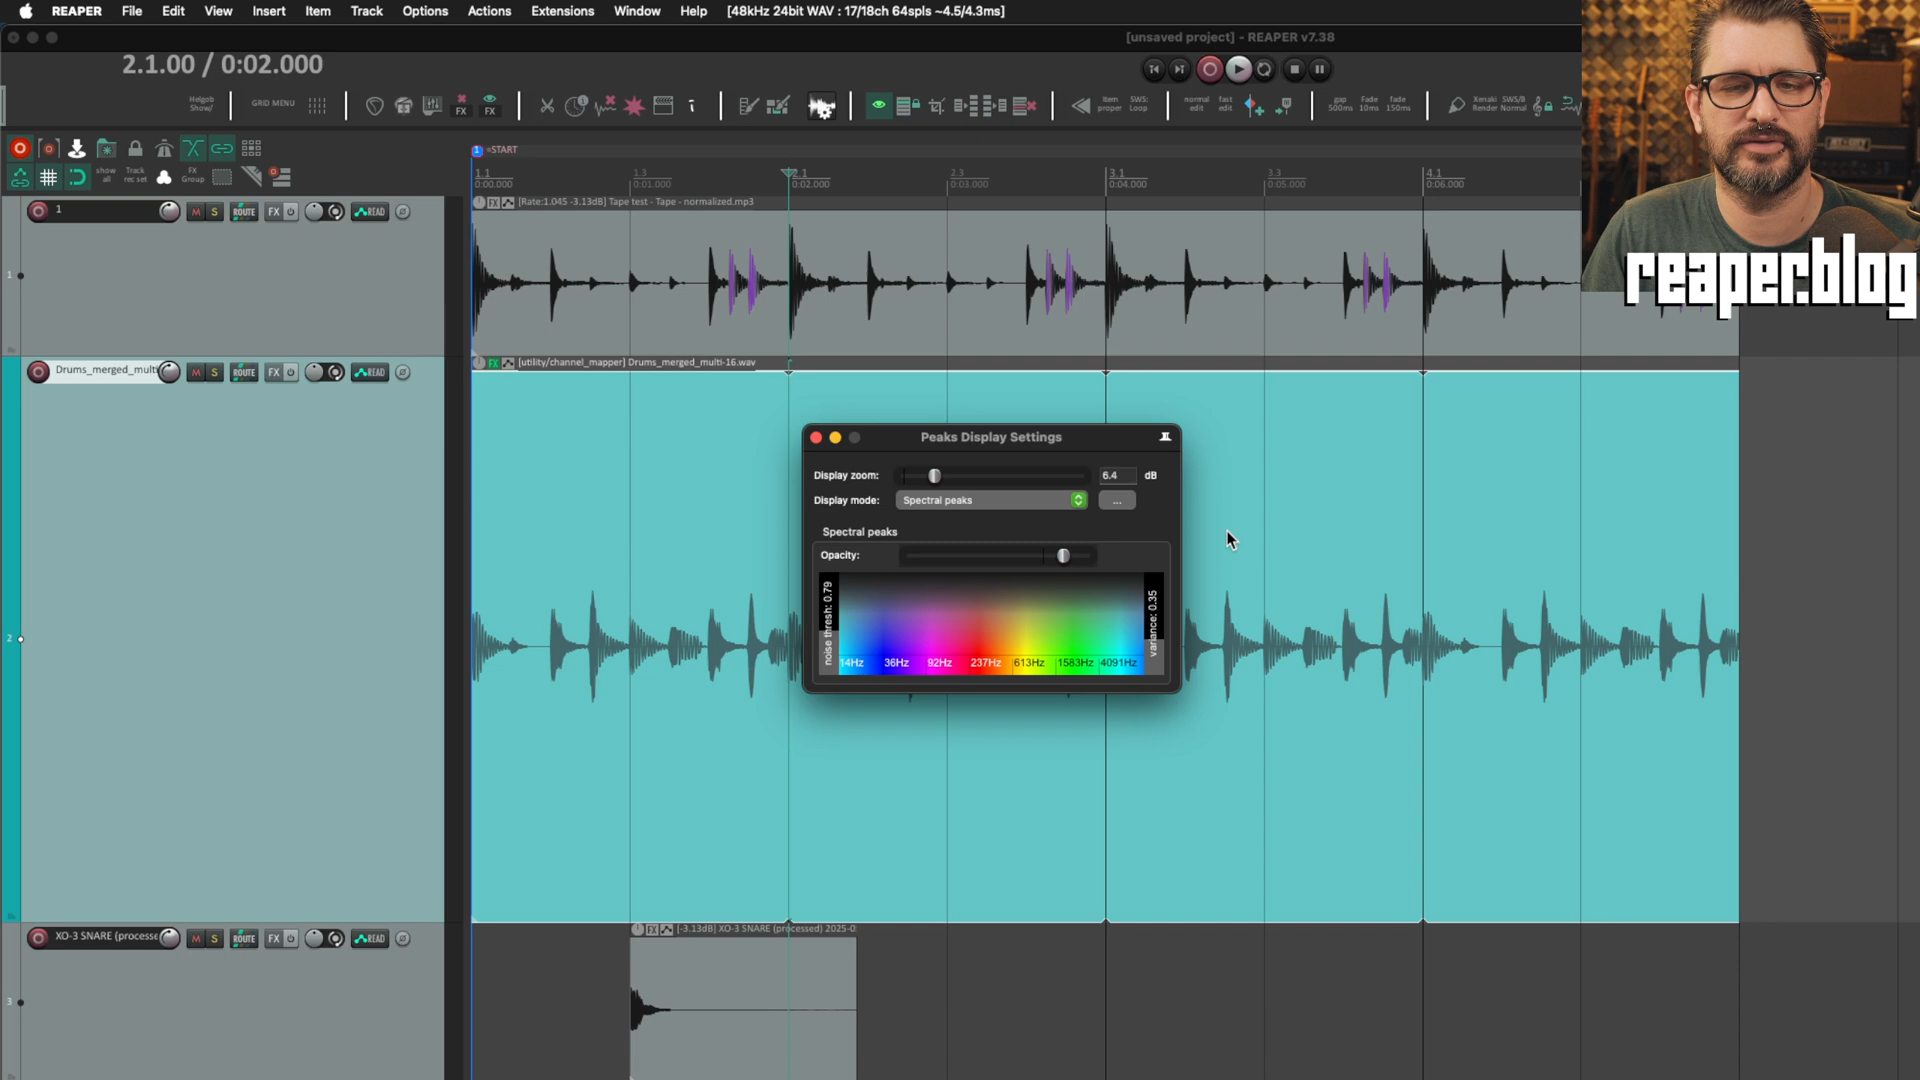 REAPER File Edit View Insert Item Track Options Actions Extensions Window Help [48kHz 24bit WAV : 17/18ch 64spls ~4.5/4.3ms]
[unsaved project] - REAPER v7.38
2.1.00 / 0:02.000
Helgob Show/
GRID MENU
FX FX
item proper
SWS: Loop
normal edit
fast edit
gap 500ms
Fade 10ms
fade 150ms
Xenaki Render
SWS/B Normal
show all
Track rec set
FX Group
1 =START
1.1 1.3 2.1 2.3 3.1 3.3 4.1
0:00.000 0:01.000 0:02.000 0:03.000 0:04.000 0:05.000 0:06.000
reaper.blog
FX [Rate:1.045 -3.13dB] Tape test - Tape - normalized.mp3
1 M S ROUTE FX READ
1
FX [utility/channel_mapper] Drums_merged_multi-16.wav
Drums_merged_multi M S ROUTE FX READ
2
Peaks Display Settings
Display zoom: 6.4 dB
Display mode: Spectral peaks ...
Spectral peaks
Opacity:
noise thresh: 0.79
variance: 0.35
14Hz 36Hz 92Hz 237Hz 613Hz 1583Hz 4091Hz
FX [-3.13dB] XO-3 SNARE (processed) 2025-0
XO-3 SNARE (processe M S ROUTE FX READ
3